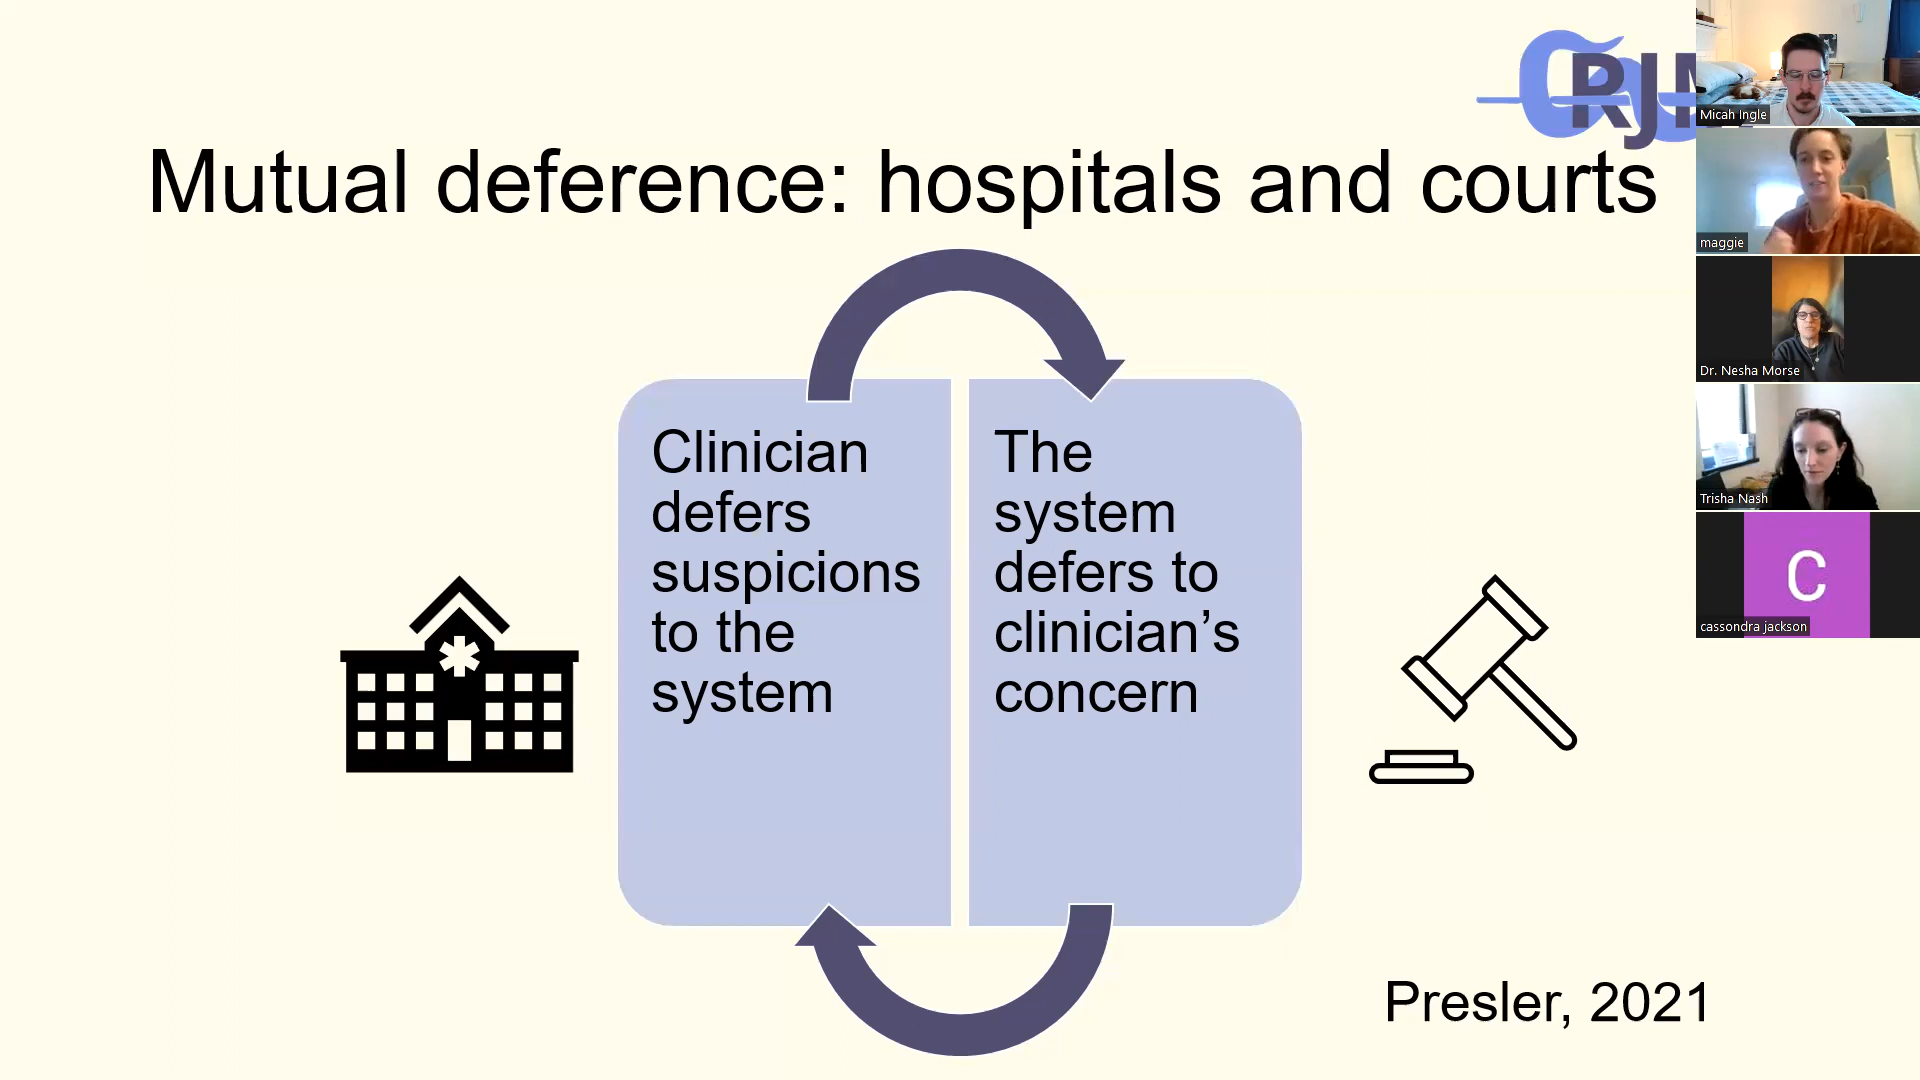 Mutual deference: hospitals and courts
Clinician
defers
suspicions
to the
system
The
system
defers to
clinician’s
concern
Presler, 2021
Micah Ingle
maggie
Dr. Nesha Morse
Trisha Nash
C
cassondra jackson